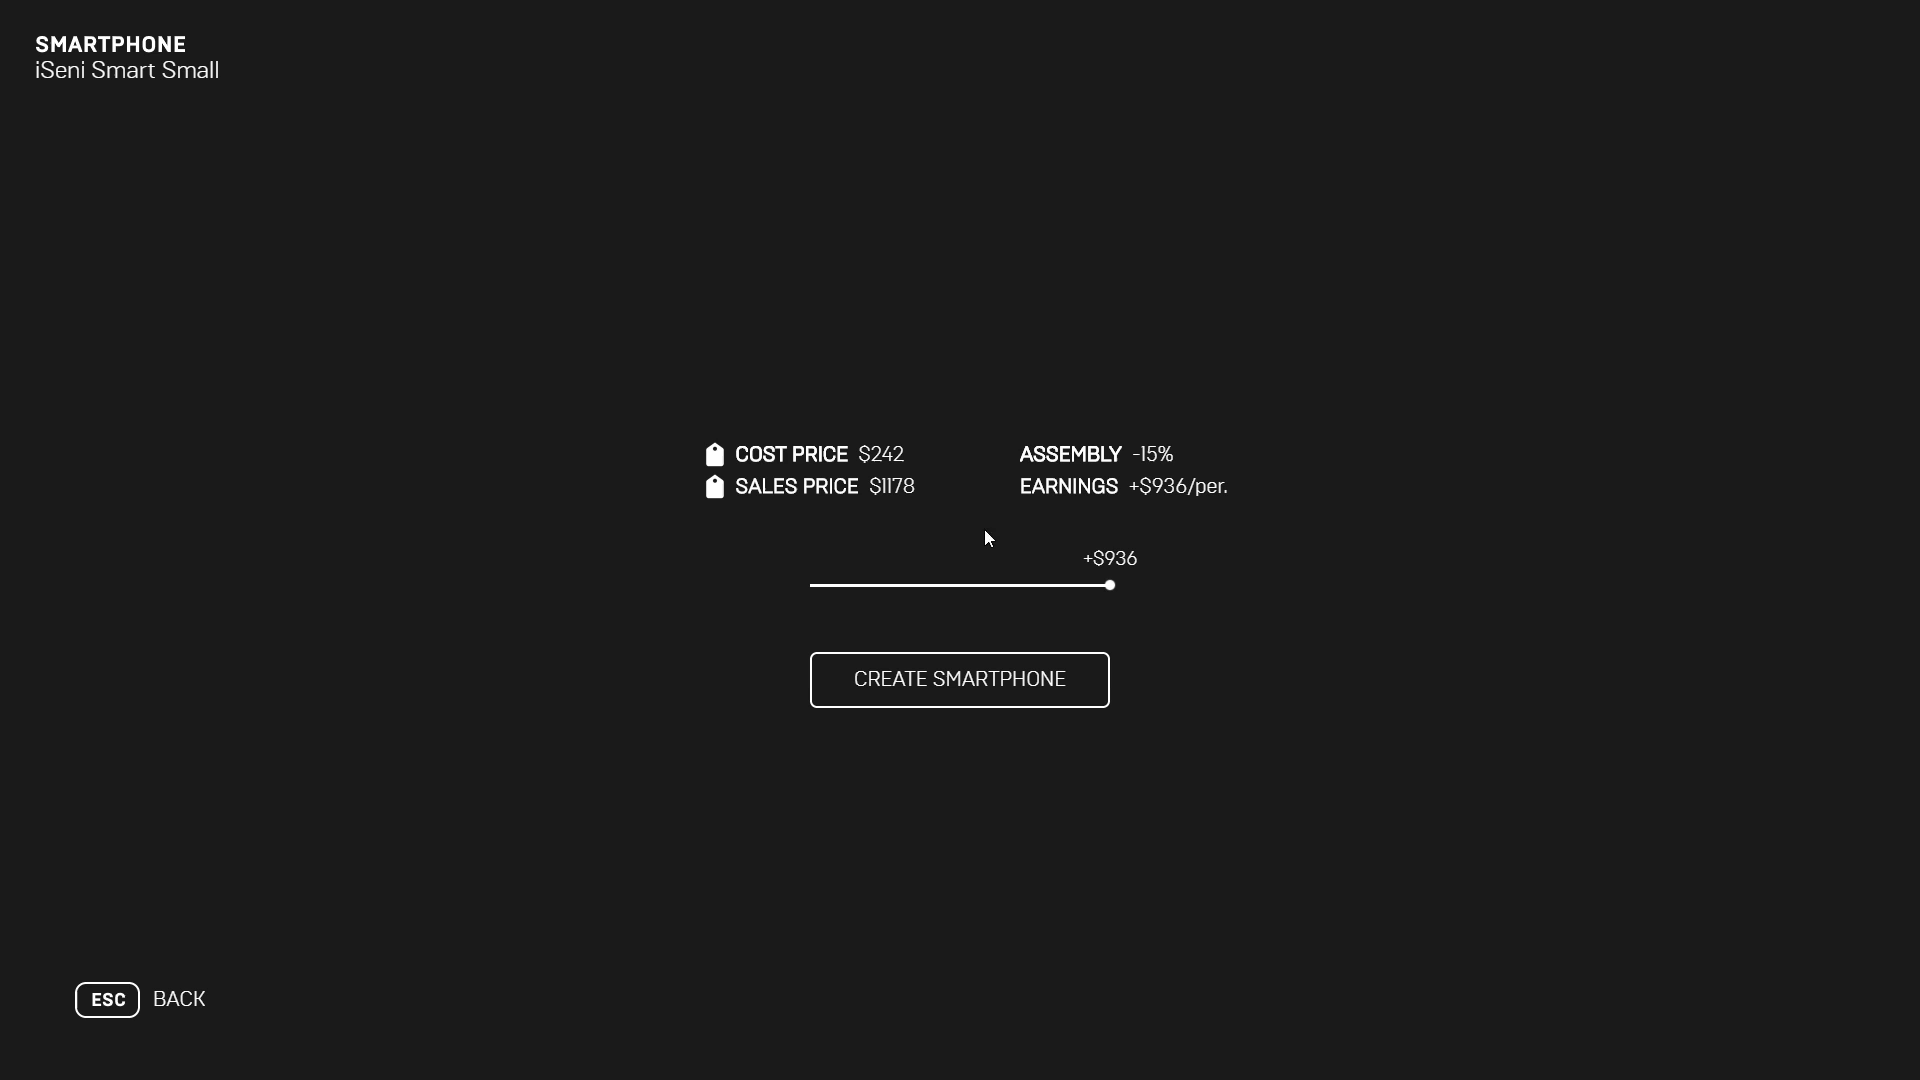 SMARTPHONE
iSeni Smart Small
COST PRICE $242
SALES PRICE $1178
ASSEMBLY -15%
EARNINGS +$936/per.
+$936
CREATE SMARTPHONE
ESC BACK